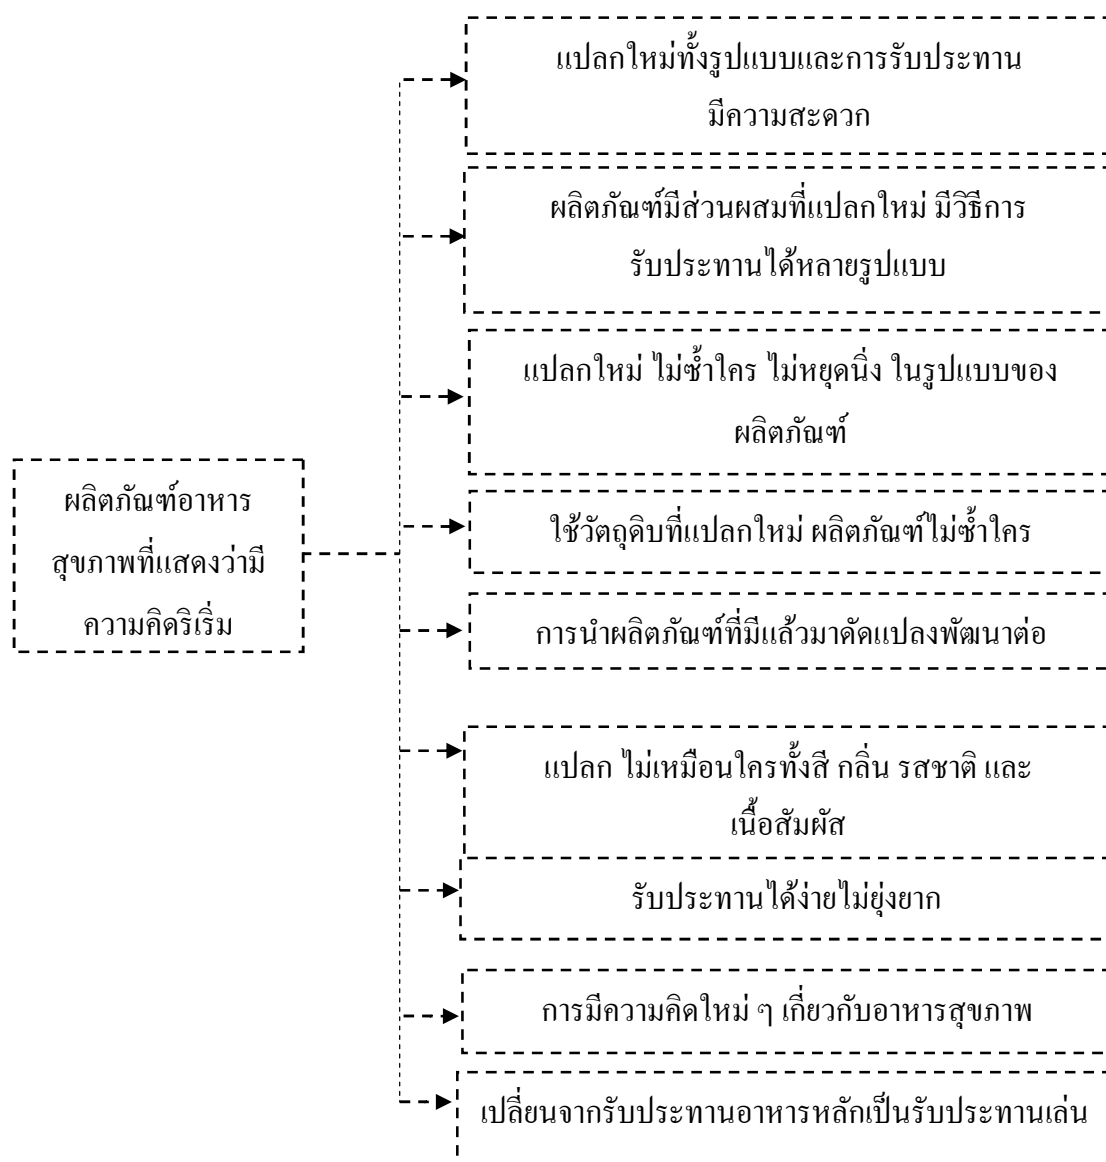 แปลกใหม่ทั้งรูปแบบและการรับประทาน
มีความสะดวก
ผลิตภัณฑ์มีส่วนผสมที่แปลกใหม่ มีวิธีการ
รับประทานได้หลายรูปแบบ
แปลกใหม่ ไม่ซ้ำใคร ไม่หยุดนิ่ง ในรูปแบบของ
ผลิตภัณฑ์
ผลิตภัณฑ์อาหาร
สุขภาพที่แสดงว่ามี
ความคิดริเริ่ม
ใช้วัตถุดิบที่แปลกใหม่ ผลิตภัณฑ์ไม่ซ้ำใคร
การนำผลิตภัณฑ์ที่มีแล้วมาดัดแปลงพัฒนาต่อ
แปลก ไม่เหมือนใครทั้งสี กลิ่น รสชาติ และ
เนื้อสัมผัส
รับประทานได้ง่ายไม่ยุ่งยาก
การมีความคิดใหม่ ๆ เกี่ยวกับอาหารสุขภาพ
เปลี่ยนจากรับประทานอาหารหลักเป็นรับประทานเล่น